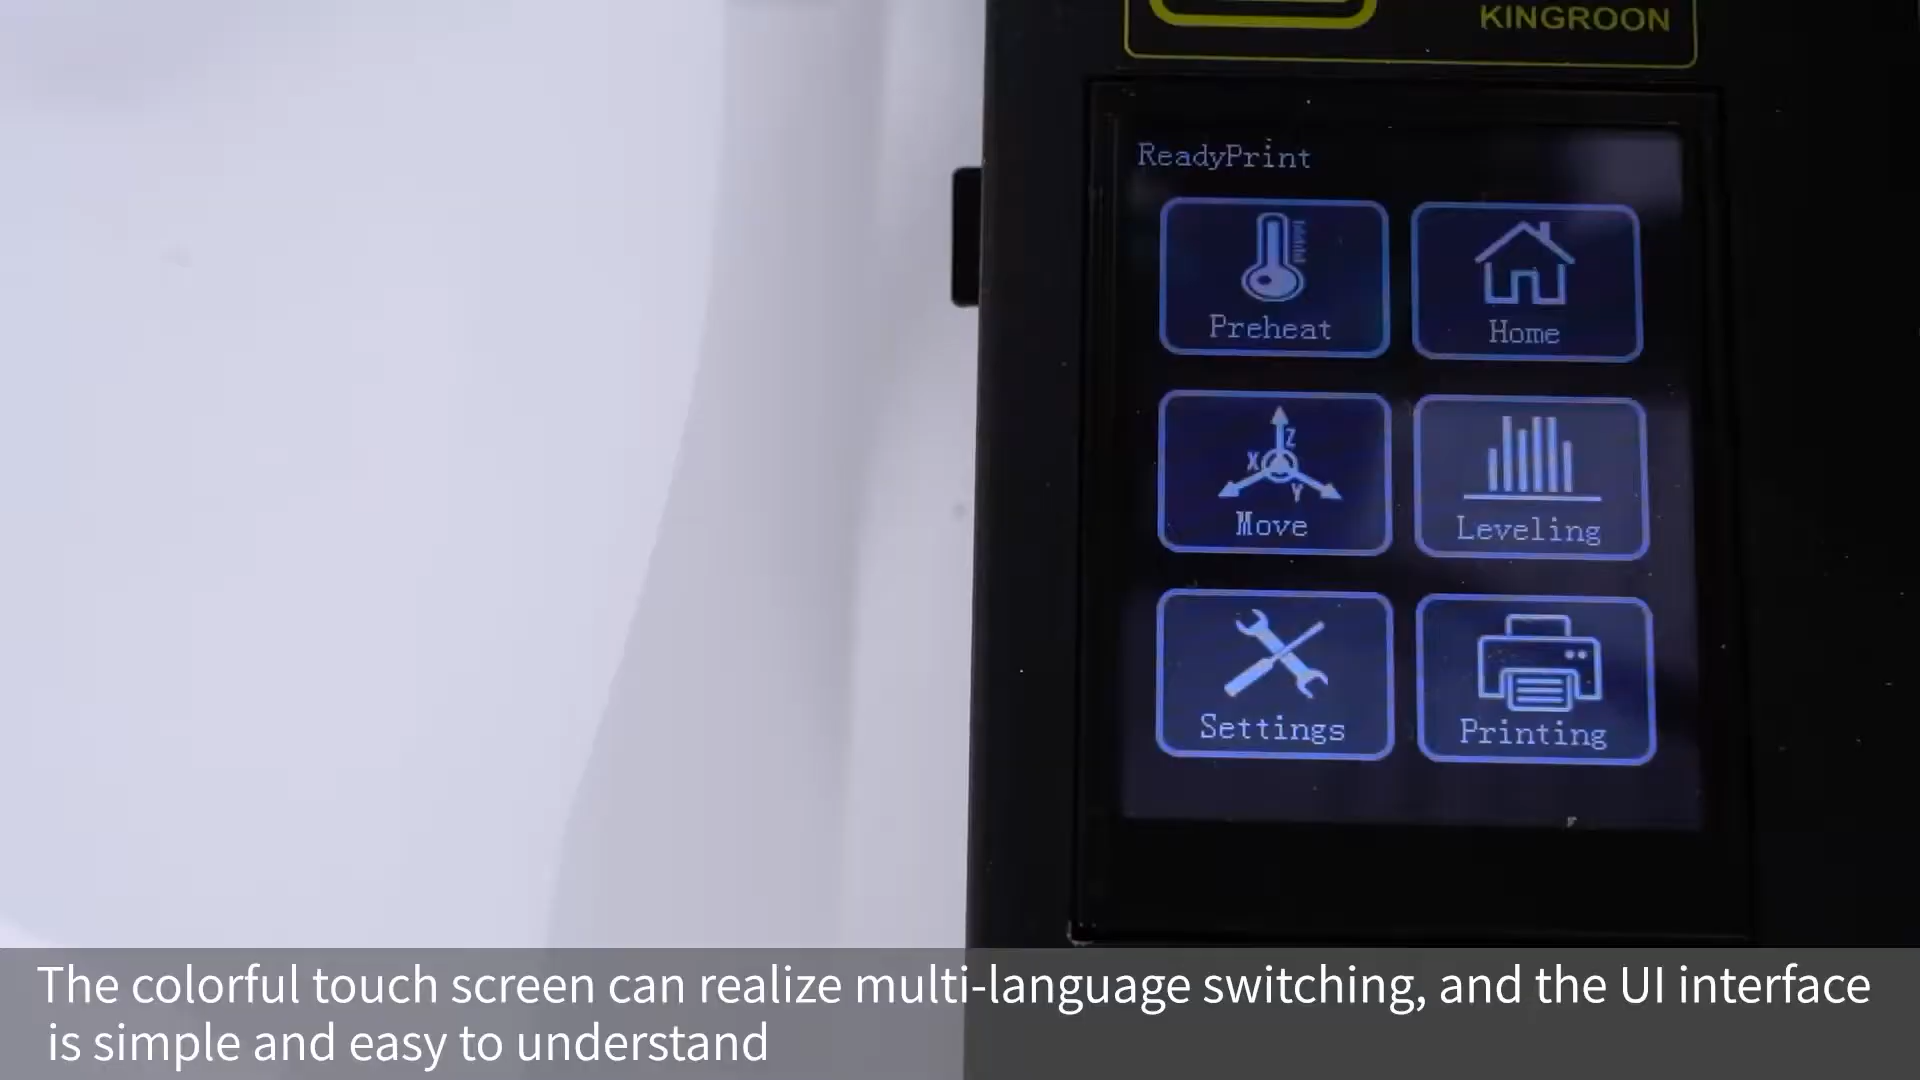 KINGROON
ReadyPrint
Preheat
Home
Z
X
Y
Move
Leveling
Settings
Printing
The colorful touch screen can realize multi-language switching, and the UI interface
is simple and easy to understand